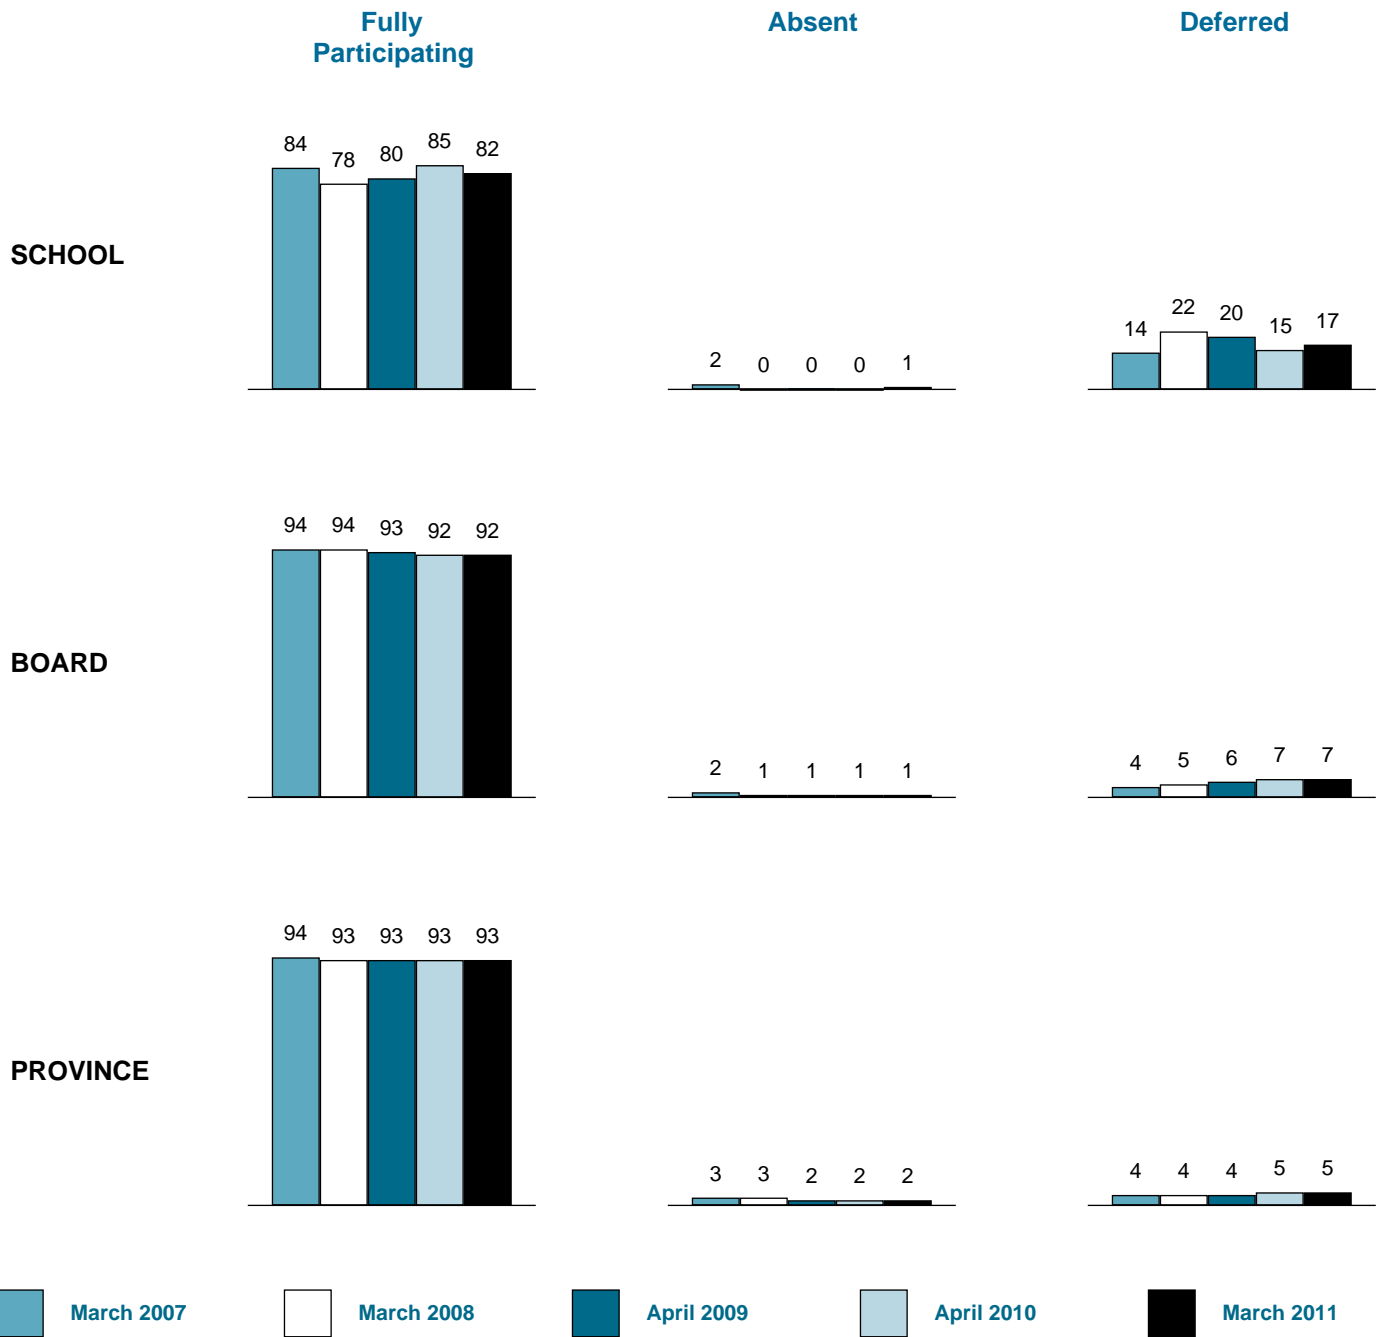 Fully
Participating
Absent
Deferred
84 78 80 85 82
SCHOOL
2 0 0 0 1
14 22 20 15 17
94 94 93 92 92
BOARD
2 1 1 1 1
4 5 6 7 7
94 93 93 93 93
PROVINCE
3 3 2 2 2
4 4 4 5 5
March 2007 March 2008 April 2009 April 2010 March 2011